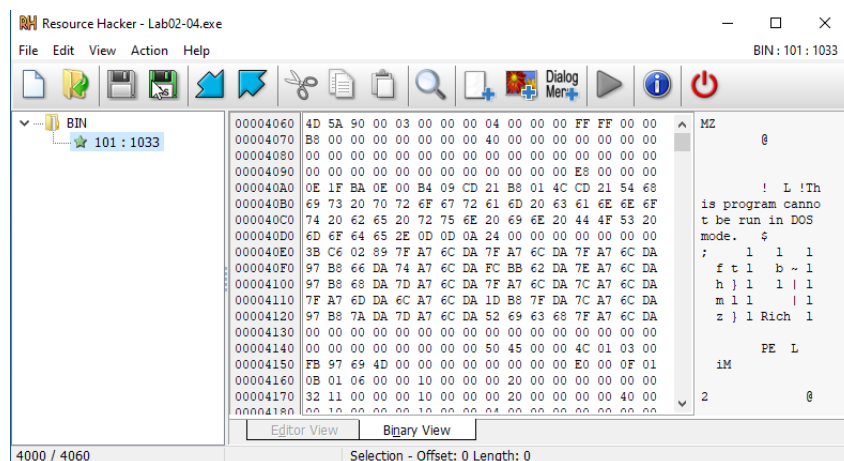 Resource Hacker - Lab02-04.exe
File Edit View Action Help
BIN : 101 : 1033
Dialog
Menu
BIN
101 : 1033
00004060 4D 5A 90 00 03 00 00 00 04 00 00 00 FF FF 00 00 MZ
00004070 B8 00 00 00 00 00 00 00 40 00 00 00 00 00 00 00 @
00004080 00 00 00 00 00 00 00 00 00 00 00 00 00 00 00 00
00004090 00 00 00 00 00 00 00 00 00 00 00 00 E8 00 00 00
000040A0 0E 1F BA 0E 00 B4 09 CD 21 B8 01 4C CD 21 54 68 ! L !Th
000040B0 69 73 20 70 72 6F 67 72 61 6D 20 63 61 6E 6E 6F is program canno
000040C0 74 20 62 65 20 72 75 6E 20 69 6E 20 44 4F 53 20 t be run in DOS
000040D0 6D 6F 64 65 2E 0D 0D 0A 24 00 00 00 00 00 00 00 mode. $
000040E0 3B C6 02 89 7F A7 6C DA 7F A7 6C DA 7F A7 6C DA ; l l l
000040F0 97 B8 66 DA 74 A7 6C DA FC BB 62 DA 7E A7 6C DA f t l b ~ l
00004100 97 B8 68 DA 7D A7 6C DA 7F A7 6C DA 7C A7 6C DA h } l l | l
00004110 7F A7 6D DA 6C A7 6C DA 1D B8 7F DA 7C A7 6C DA m l l | l
00004120 97 B8 7A DA 7D A7 6C DA 52 69 63 68 7F A7 6C DA z } l Rich l
00004130 00 00 00 00 00 00 00 00 00 00 00 00 00 00 00 00
00004140 00 00 00 00 00 00 00 00 50 45 00 00 4C 01 03 00 PE L
00004150 FB 97 69 4D 00 00 00 00 00 00 00 00 E0 00 0F 01 iM
00004160 0B 01 06 00 00 10 00 00 00 20 00 00 00 00 00 00
00004170 32 11 00 00 00 10 00 00 00 20 00 00 00 00 40 00 2 @
00004180 00 10 00 00 00 10 00 00 04 00 00 00 00 00 00 00
Editor View Binary View
4000 / 4060 Selection - Offset: 0 Length: 0